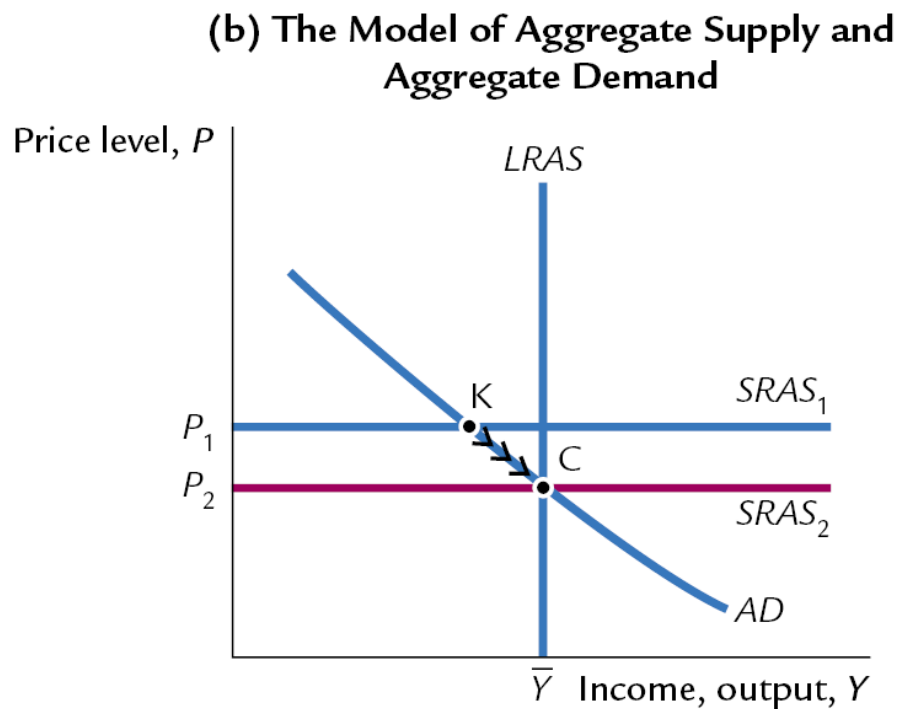 (b) The Model of Aggregate Supply and
Aggregate Demand
Price level, P
LRAS
K
SRAS₁
P₁
C
P₂
SRAS₂
AD
Y̅
Income, output, Y